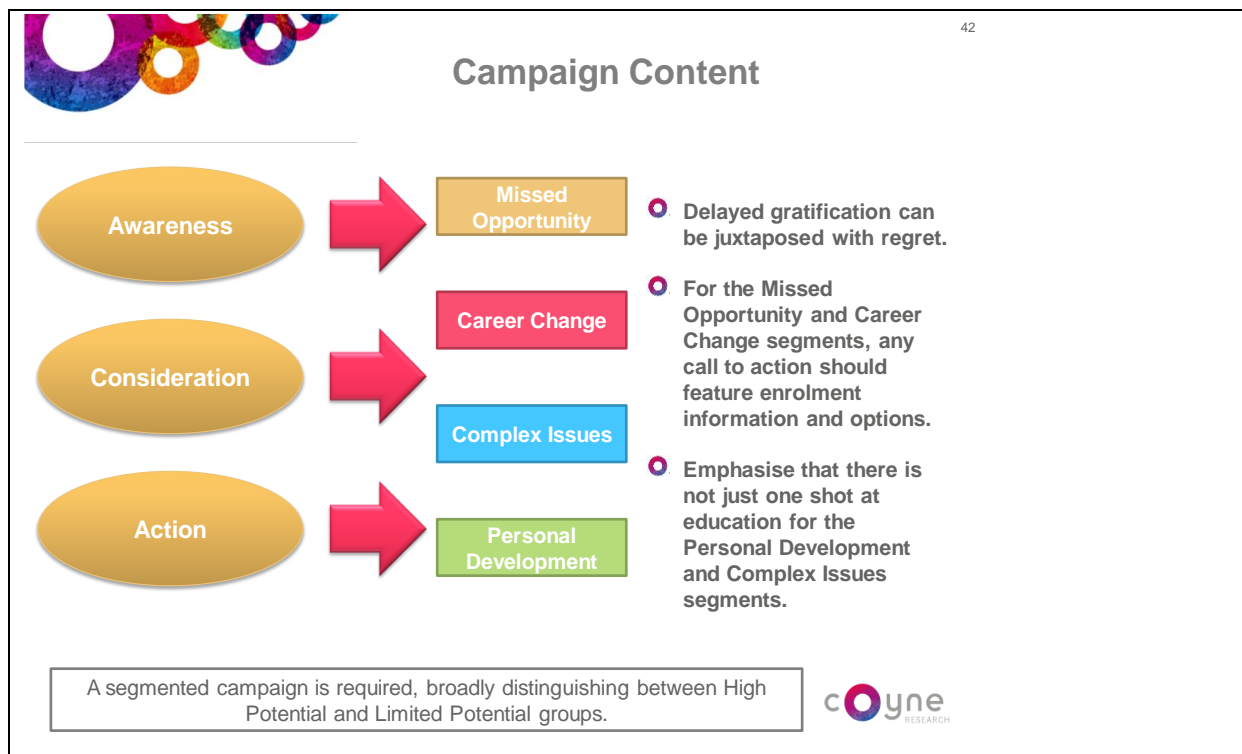 42
Campaign Content
Awareness
Consideration
Action
Missed
Opportunity
Career Change
Complex Issues
Personal
Development
Delayed gratification can
be juxtaposed with regret.
For the Missed
Opportunity and Career
Change segments, any
call to action should
feature enrolment
information and options.
Emphasise that there is
not just one shot at
education for the
Personal Development
and Complex Issues
segments.
A segmented campaign is required, broadly distinguishing between High
Potential and Limited Potential groups.
cOyne
RESEARCH